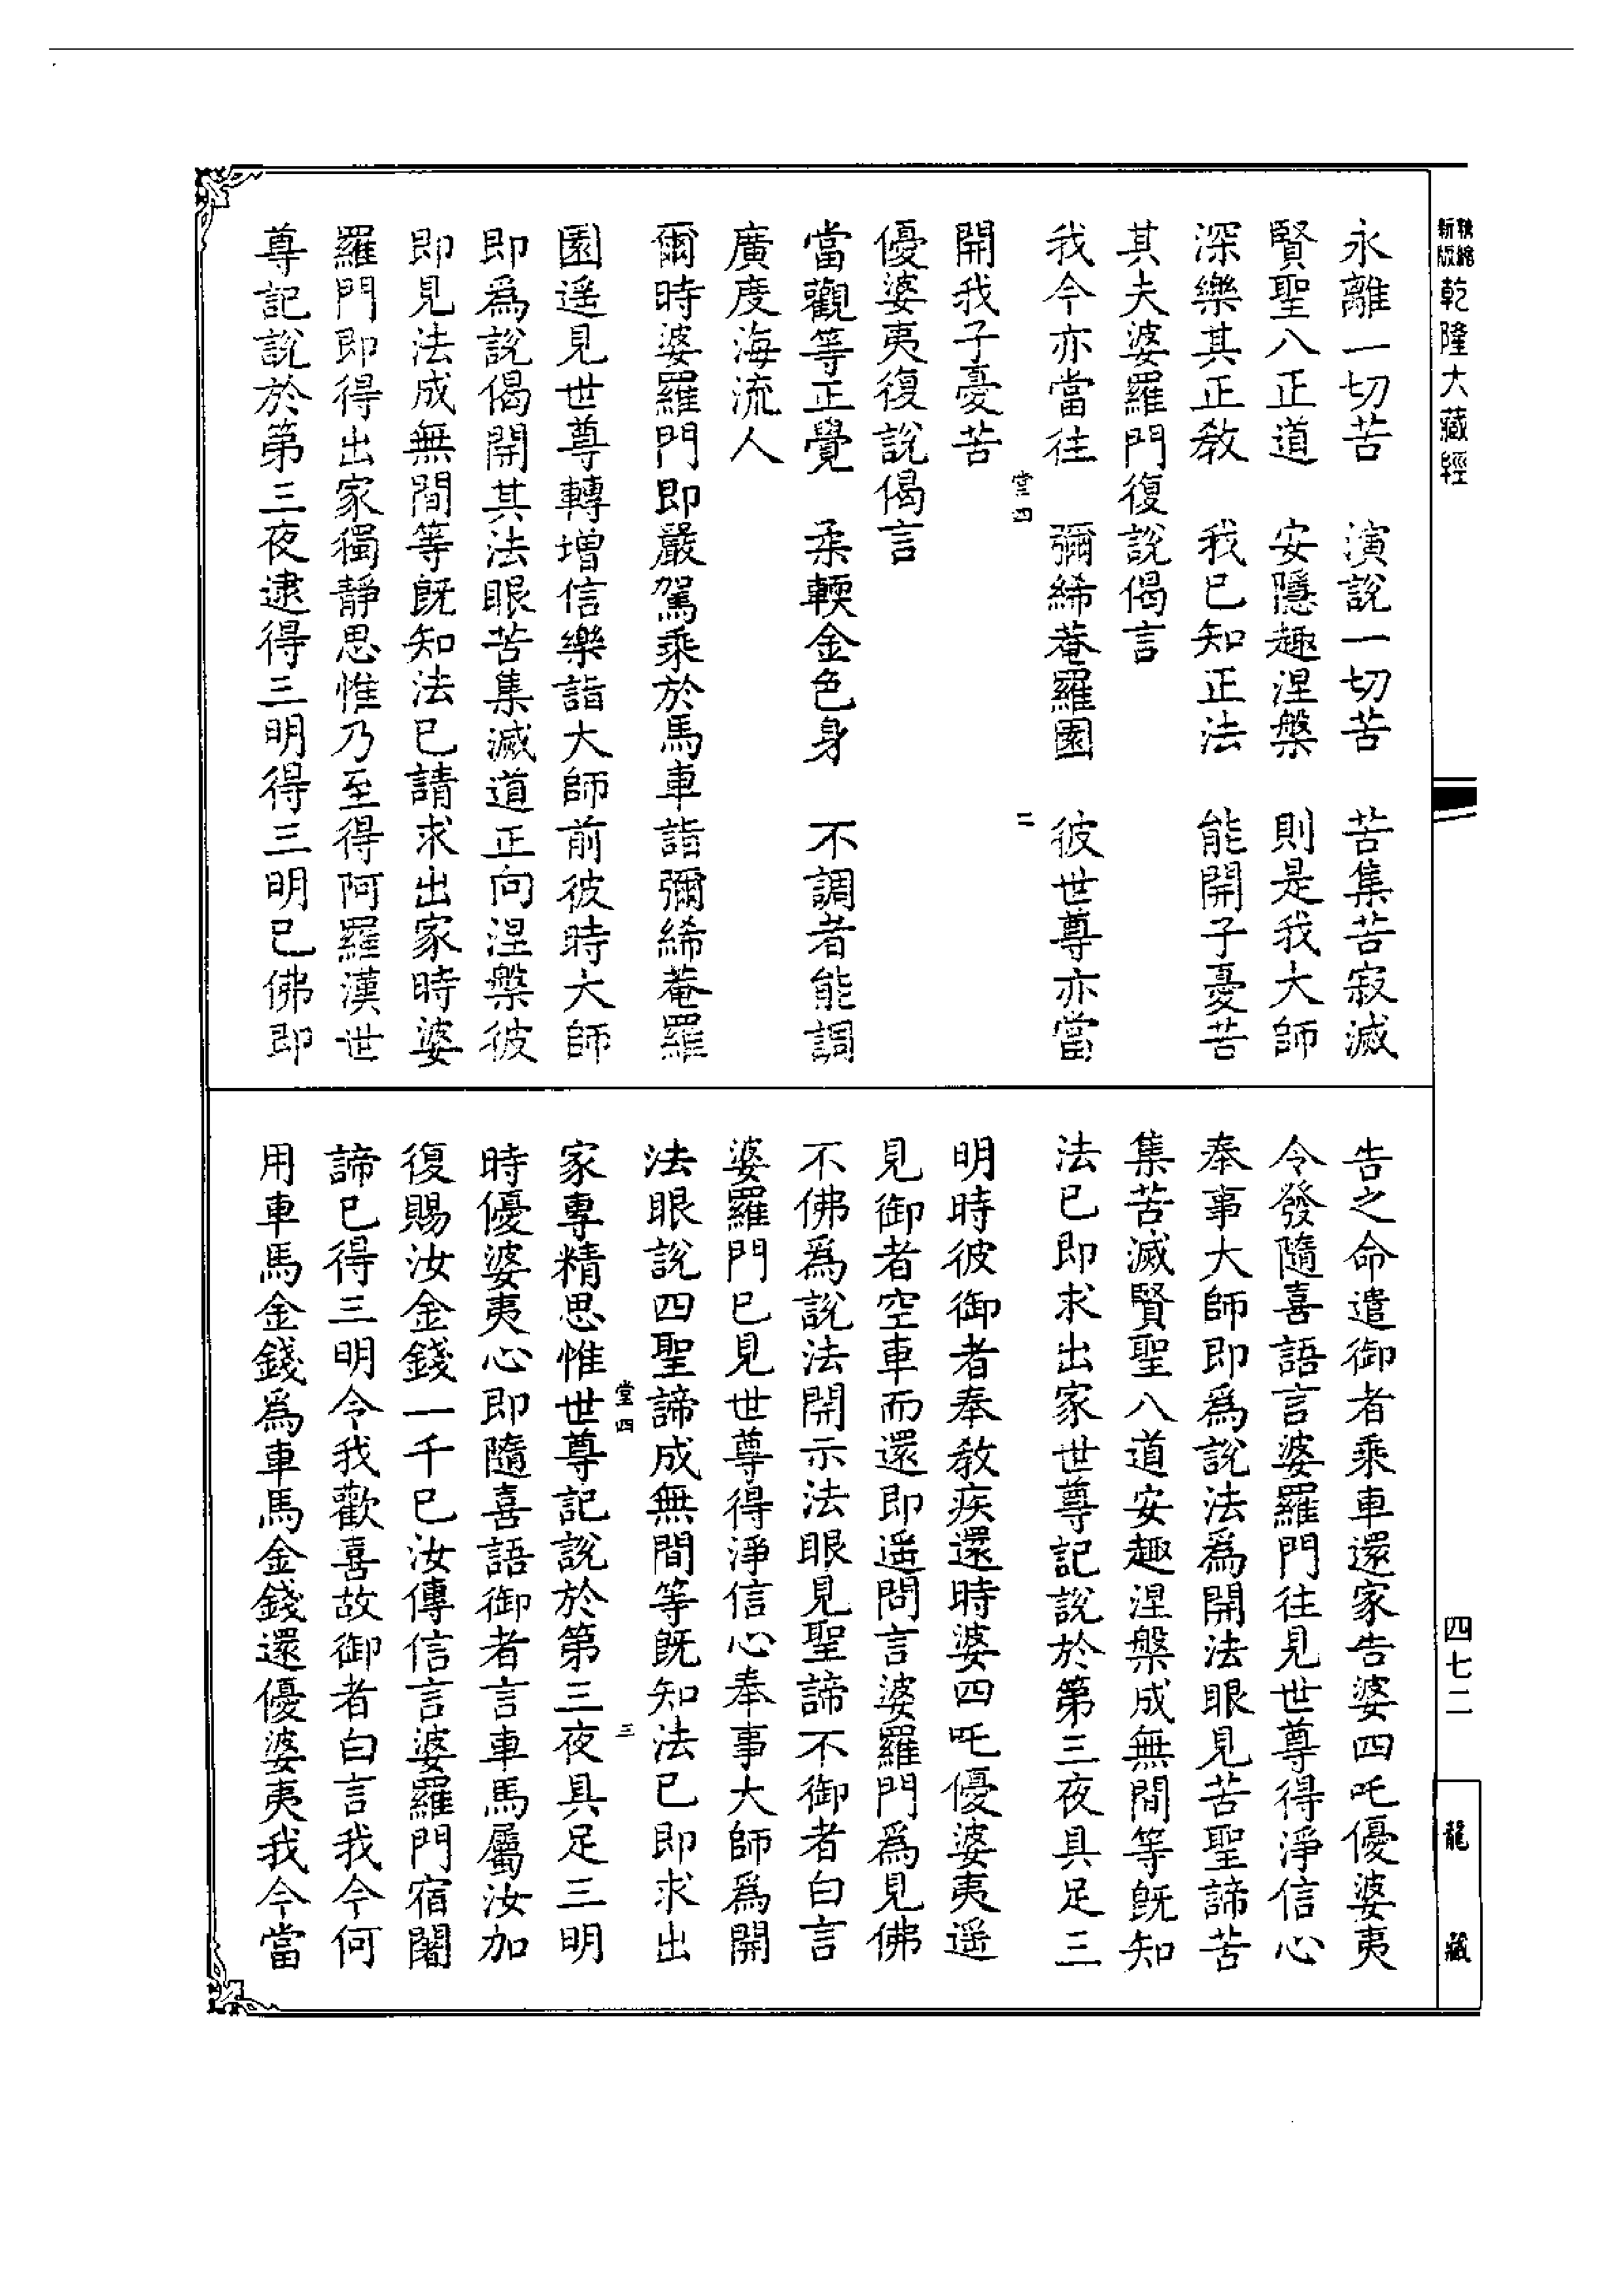 新版精縮乾隆大藏經
永離一切苦　演說一切苦　苦集苦寂滅
賢聖八正道　安隱趣涅槃　則是我大師
深樂其正敎　我已知正法　能開子憂苦
其夫婆羅門復說偈言
我今亦當往　彌絺菴羅園　彼世尊亦當
堂四　二
開我子憂苦
優婆夷復說偈言
當觀等正覺　柔輭金色身　不調者能調
廣度海流人
爾時婆羅門即嚴駕乘於馬車詣彌絺菴羅
園遥見世尊轉增信樂詣大師前彼時大師
即爲說偈開其法眼苦集滅道正向涅槃彼
即見法成無間等旣知法已請求出家時婆
羅門即得出家獨靜思惟乃至得阿羅漢世
尊記說於第三夜逮得三明得三明已佛即
告之命遣御者乘車還家告婆四吒優婆夷
令發隨喜語言婆羅門往見世尊得淨信心
奉事大師即爲說法爲開法眼見苦聖諦苦
集苦滅賢聖八道安趣涅槃成無間等旣知
法已即求出家世尊記說於第三夜具足三
明時彼御者奉敎疾還時婆四吒優婆夷遥
見御者空車而還即遥問言婆羅門爲見佛
不佛爲說法開示法眼見聖諦不御者白言
婆羅門已見世尊得淨信心奉事大師爲開
法眼說四聖諦成無間等旣知法已即求出
堂四　三
家專精思惟世尊記說於第三夜具足三明
時優婆夷心即隨喜語御者言車馬屬汝加
復賜汝金錢一千已汝傳信言婆羅門宿闍
諦已得三明今我歡喜故御者白言我今何
用車馬金錢爲車馬金錢還優婆夷我今當
四七二
龍藏